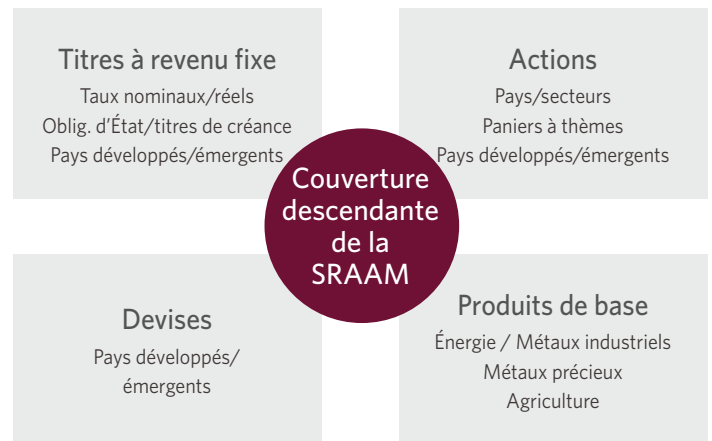 Titres à revenu fixe
Taux nominaux/réels
Oblig. d'État/titres de créance
Pays développés/émergents
Actions
Pays/secteurs
Paniers à thèmes
Pays développés/émergents
Couverture
descendante
de la
SRAAM
Devises
Pays développés/
émergents
Produits de base
Énergie / Métaux industriels
Métaux précieux
Agriculture